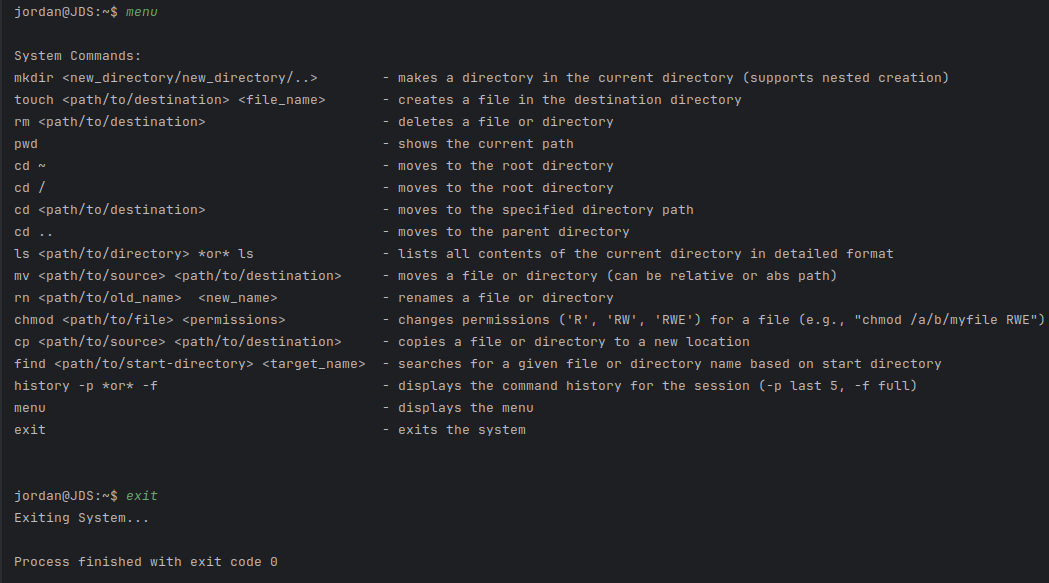 jordan@JDS:~$ menu
System Commands:
mkdir <new_directory/new_directory/..>        - makes a directory in the current directory (supports nested creation)
touch <path/to/destination> <file_name>       - creates a file in the destination directory
rm <path/to/destination>                      - deletes a file or directory
pwd                                           - shows the current path
cd ~                                          - moves to the root directory
cd /                                          - moves to the root directory
cd <path/to/destination>                      - moves to the specified directory path
cd ..                                         - moves to the parent directory
ls <path/to/directory> *or* ls                - lists all contents of the current directory in detailed format
mv <path/to/source> <path/to/destination>     - moves a file or directory (can be relative or abs path)
rn <path/to/old_name>  <new_name>             - renames a file or directory
chmod <path/to/file> <permissions>            - changes permissions ('R', 'RW', 'RWE') for a file (e.g., "chmod /a/b/myfile RWE")
cp <path/to/source> <path/to/destination>     - copies a file or directory to a new location
find <path/to/start-directory> <target_name>  - searches for a given file or directory name based on start directory
history -p *or* -f                            - displays the command history for the session (-p last 5, -f full)
menu                                          - displays the menu
exit                                          - exits the system
jordan@JDS:~$ exit
Exiting System...
Process finished with exit code 0